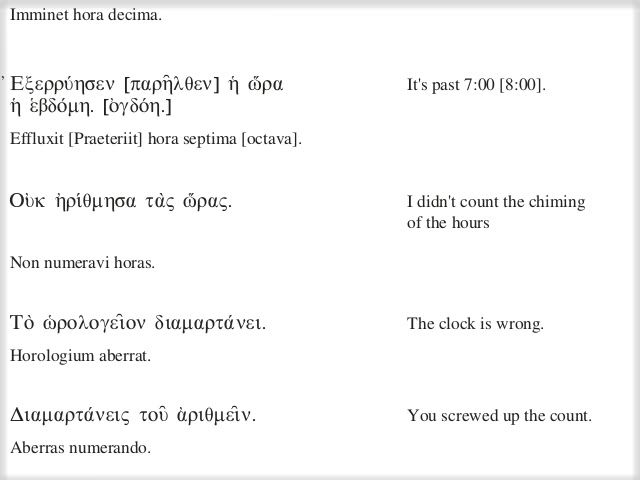 Imminet hora decima.
᾿Εξερρύησεν [παρῆλθεν] ἡ ὥρα
ἡ ἑβδόμη. [ὀγδόη.]
It's past 7:00 [8:00].
Effluxit [Praeteriit] hora septima [octava].
Οὐκ ἠρίθμησα τὰς ὥρας.
I didn't count the chiming
of the hours
Non numeravi horas.
Τὸ ὡρολογεῖον διαμαρτάνει.
The clock is wrong.
Horologium aberrat.
Διαμαρτάνεις τοῦ ἀριθμεῖν.
You screwed up the count.
Aberras numerando.